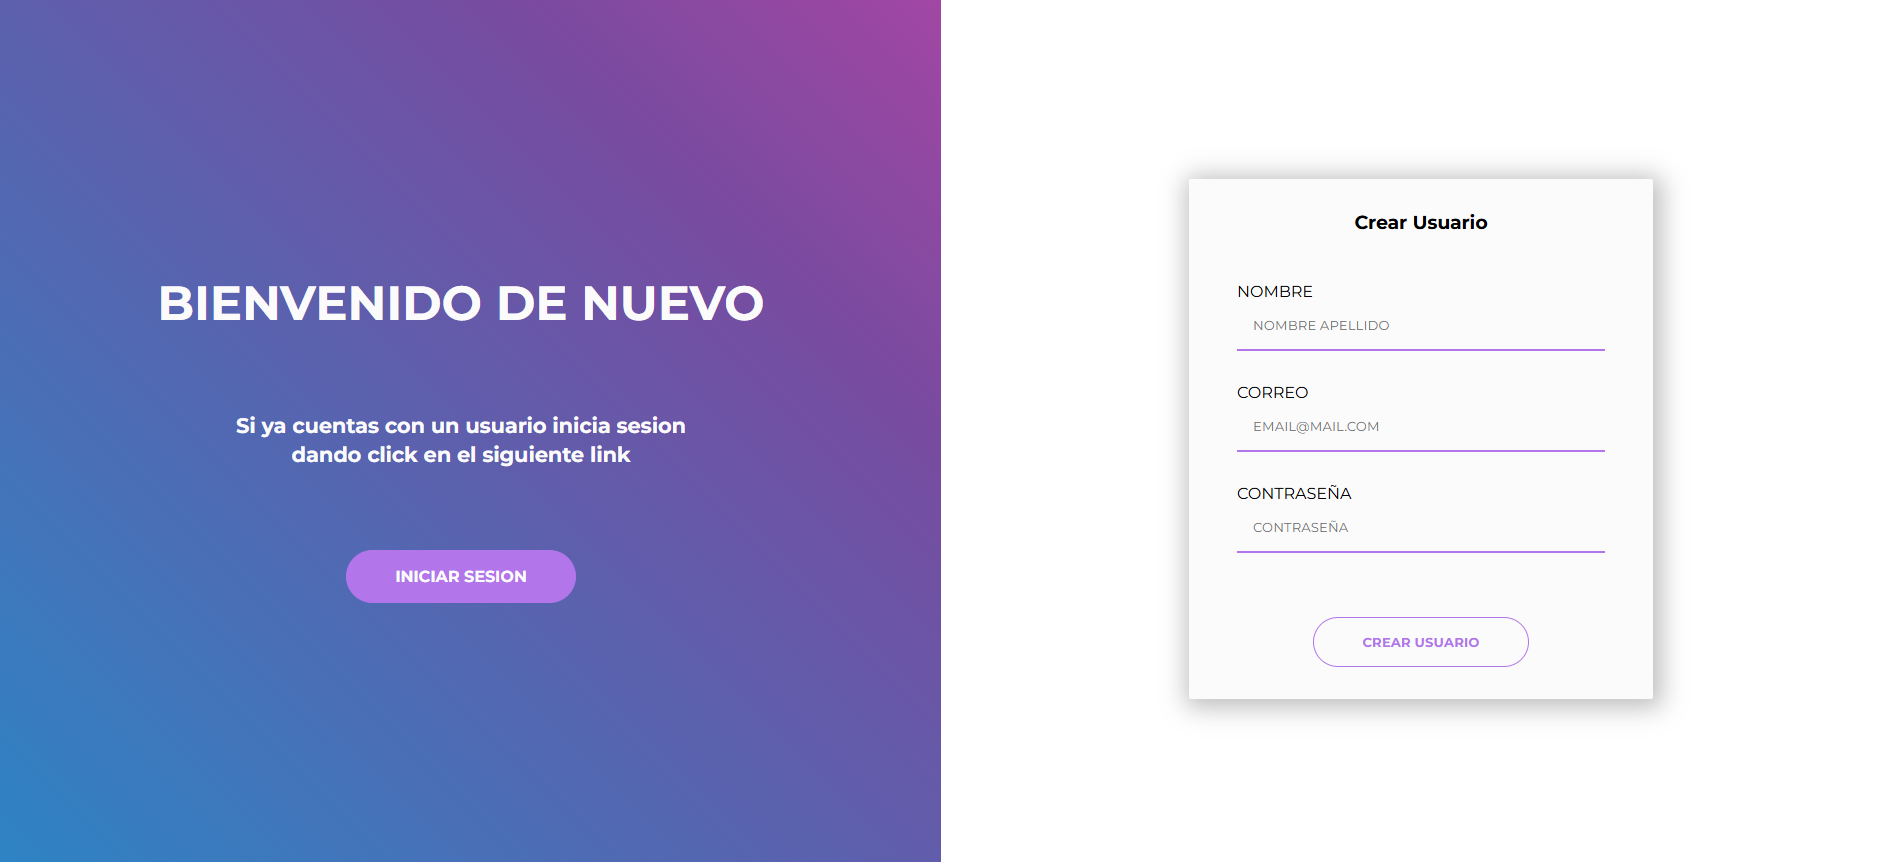 BIENVENIDO DE NUEVO
Si ya cuentas con un usuario inicia sesion
dando click en el siguiente link
INICIAR SESION
Crear Usuario
NOMBRE
NOMBRE APELLIDO
CORREO
EMAIL@MAIL.COM
CONTRASEÑA
CONTRASEÑA
CREAR USUARIO